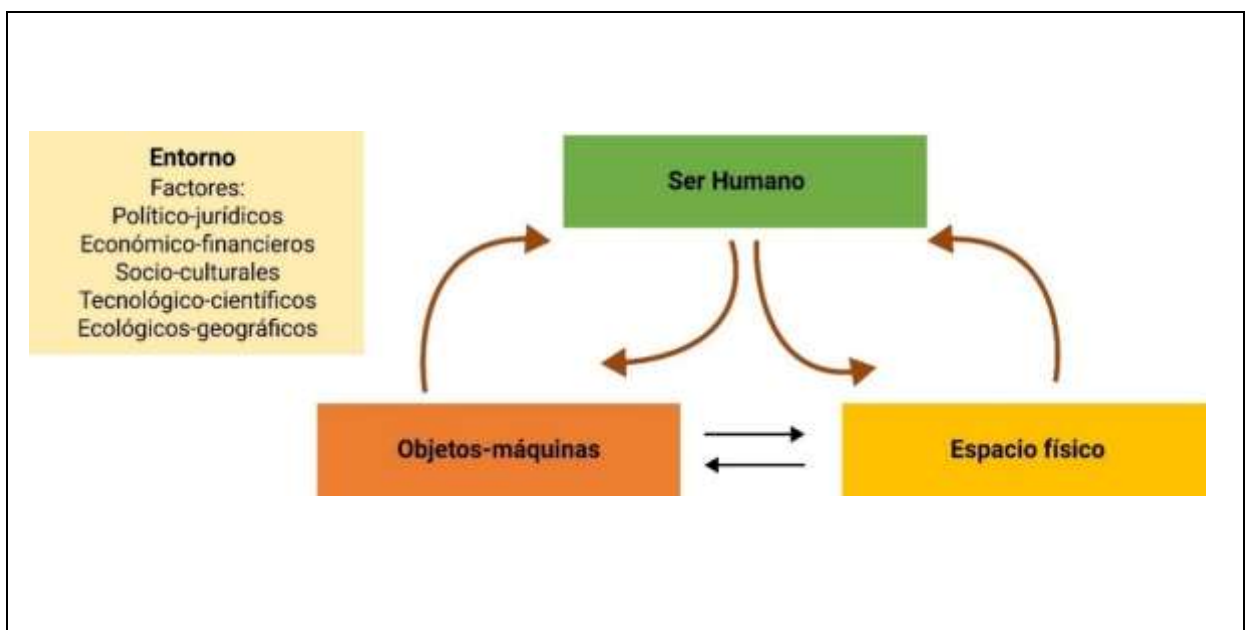 Entorno
Factores:
Político-jurídicos
Económico-financieros
Socio-culturales
Tecnológico-científicos
Ecológicos-geográficos
Ser Humano
Objetos-máquinas
Espacio físico